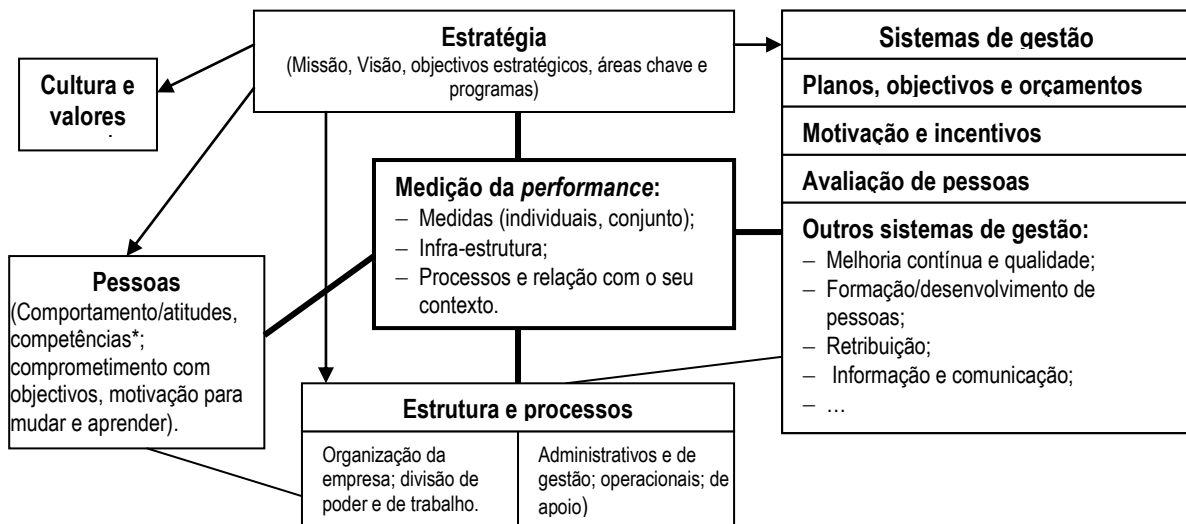 Estratégia
(Missão, Visão, objectivos estratégicos, áreas chave e
programas)
Cultura e
valores
Sistemas de gestão
Planos, objectivos e orçamentos
Motivação e incentivos
Avaliação de pessoas
Outros sistemas de gestão:
– Melhoria contínua e qualidade;
– Formação/desenvolvimento de
pessoas;
– Retribuição;
– Informação e comunicação;
– ...
Medição da performance:
– Medidas (individuais, conjunto);
– Infra-estrutura;
– Processos e relação com o seu
contexto.
Pessoas
(Comportamento/atitudes,
competências*;
comprometimento com
objectivos, motivação para
mudar e aprender).
Estrutura e processos
Organização da
empresa; divisão de
poder e de trabalho.
Administrativos e de
gestão; operacionais; de
apoio)